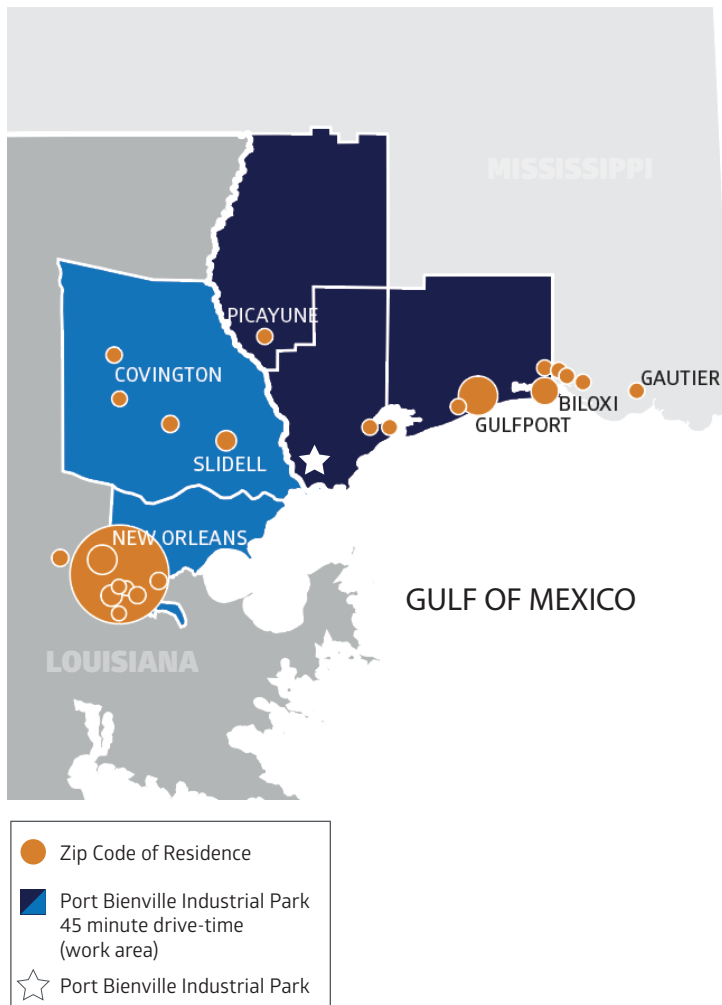 MISSISSIPPI
PICAYUNE
COVINGTON
GAUTIER
BILOXI
GULFPORT
SLIDELL
NEW ORLEANS
GULF OF MEXICO
LOUISIANA
Zip Code of Residence
Port Bienville Industrial Park
45 minute drive-time
(work area)
Port Bienville Industrial Park